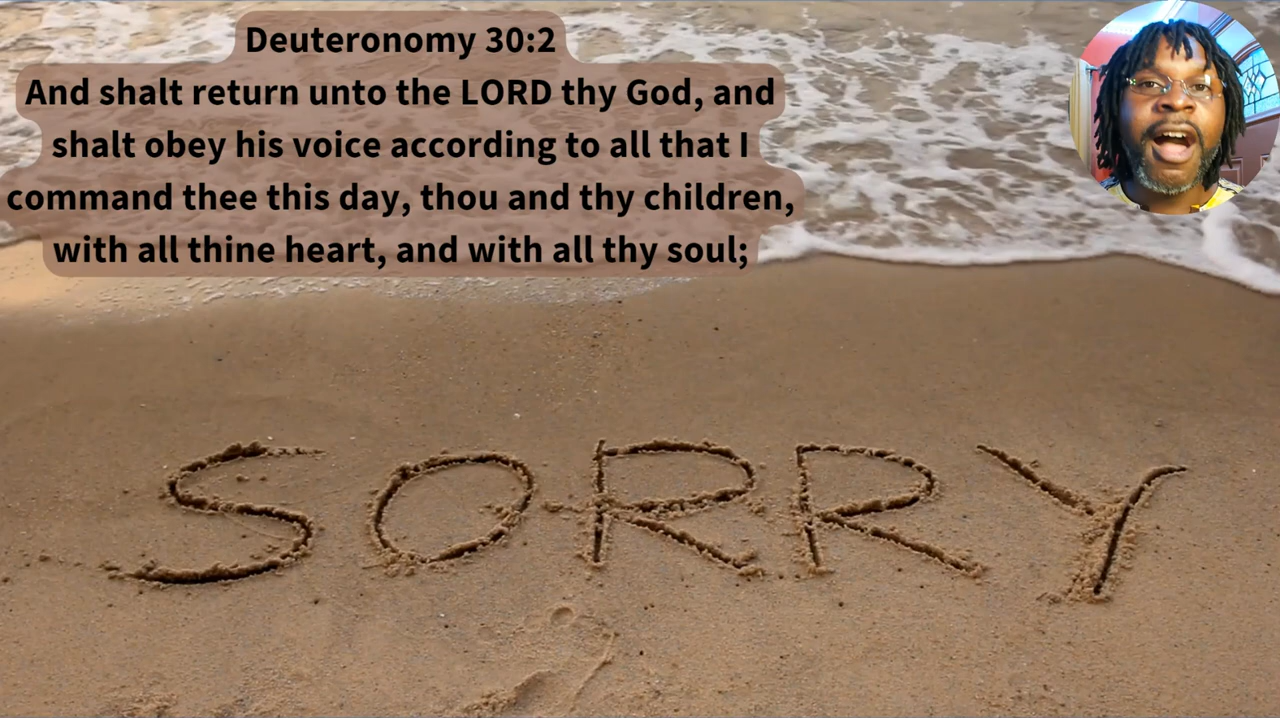 Deuteronomy 30:2
And shalt return unto the LORD thy God, and
shalt obey his voice according to all that I
command thee this day, thou and thy children,
with all thine heart, and with all thy soul;
SORRY